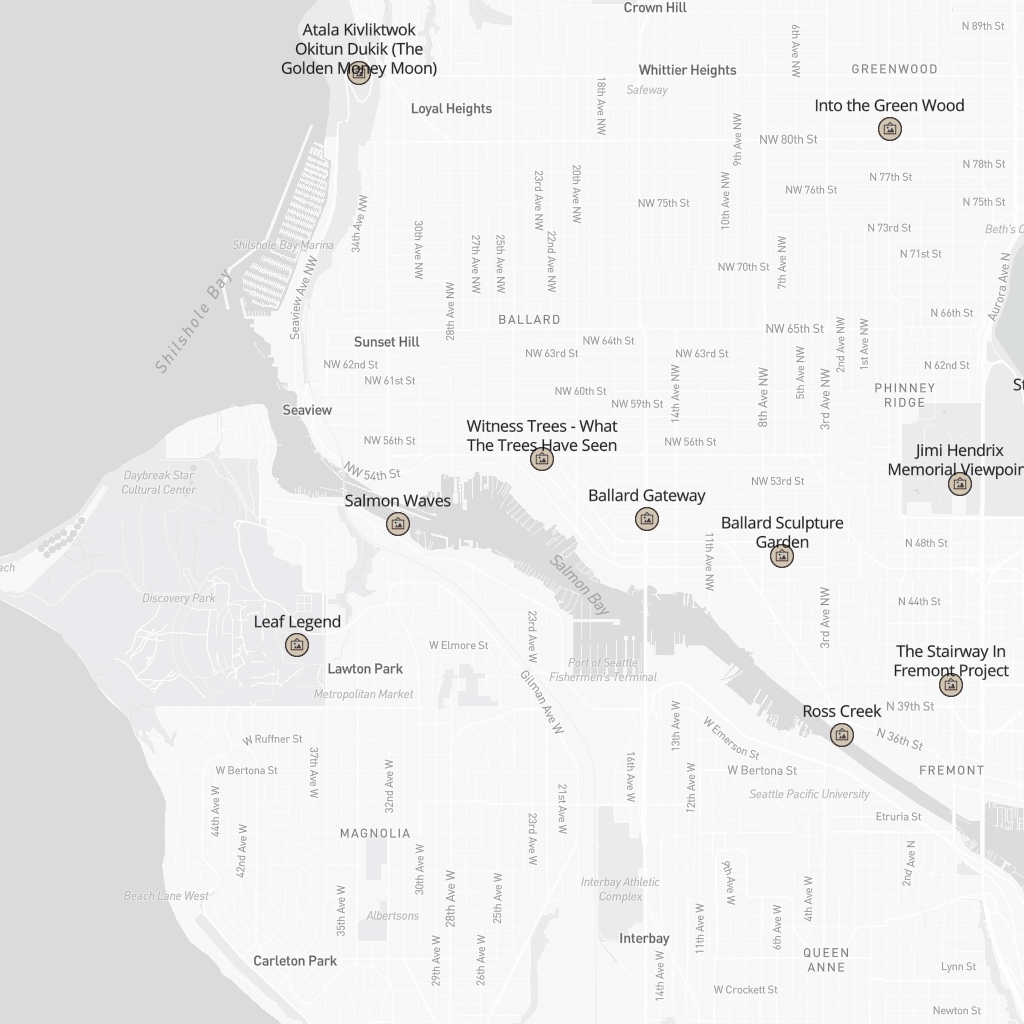 Crown Hill
Atala Kivliktwok
Okitun Dukik (The
Golden Money Moon)
6th Ave NW
N 89th St
Whittier Heights
GREENWOOD
Safeway
18th Ave NW
Loyal Heights
Into the Green Wood
9th Ave NW
NW 80th St
N 78th St
N 77th St
23rd Ave NW
20th Ave NW
10th Ave NW
NW 76th St
NW 75th St
N 75th St
34th Ave NW
30th Ave NW
27th Ave NW
25th Ave NW
22nd Ave NW
N 73rd St
Beth's C
Shilshole Bay Marina
7th Ave NW
N 71st St
NW 70th St
Shilshole Bay
Seaview Ave NW
28th Ave NW
Aurora Ave N
N 66th St
BALLARD
NW 65th St
2nd Ave NW
1st Ave NW
Sunset Hill
NW 64th St
NW 63rd St
NW 63rd St
NW 62nd St
N 62nd St
5th Ave NW
NW 61st St
14th Ave NW
8th Ave NW
3rd Ave NW
NW 60th St
PHINNEY
RIDGE
St
NW 59th St
Seaview
Witness Trees - What
The Trees Have Seen
NW 56th St
NW 56th St
Jimi Hendrix
Memorial Viewpoin
NW 54th St
Daybreak Star
Cultural Center
NW 53rd St
Salmon Waves
Ballard Gateway
Ballard Sculpture
Garden
11th Ave NW
N 48th St
ach
Salmon Bay
Discovery Park
N 44th St
3rd Ave NW
Leaf Legend
23rd Ave NW
W Elmore St
The Stairway In
Fremont Project
Lawton Park
Port of Seattle
Fishermen's Terminal
Metropolitan Market
Gilman Ave W
Ross Creek
N 39th St
13th Ave W
W Emerson St
N 36th St
W Ruffner St
37th Ave W
W Bertona St
32nd Ave W
16th Ave W
12th Ave W
W Bertona St
FREMONT
Seattle Pacific University
44th Ave W
21st Ave W
Etruria St
23rd Ave W
MAGNOLIA
42nd Ave W
2nd Ave N
30th Ave W
9th Ave W
Beach Lane West
28th Ave W
25th Ave W
Interbay Athletic
Complex
4th Ave W
35th Ave W
Albertsons
11th Ave W
6th Ave W
Interbay
29th Ave W
26th Ave W
QUEEN
ANNE
Carleton Park
14th Ave W
Lynn St
W Crockett St
Newton St